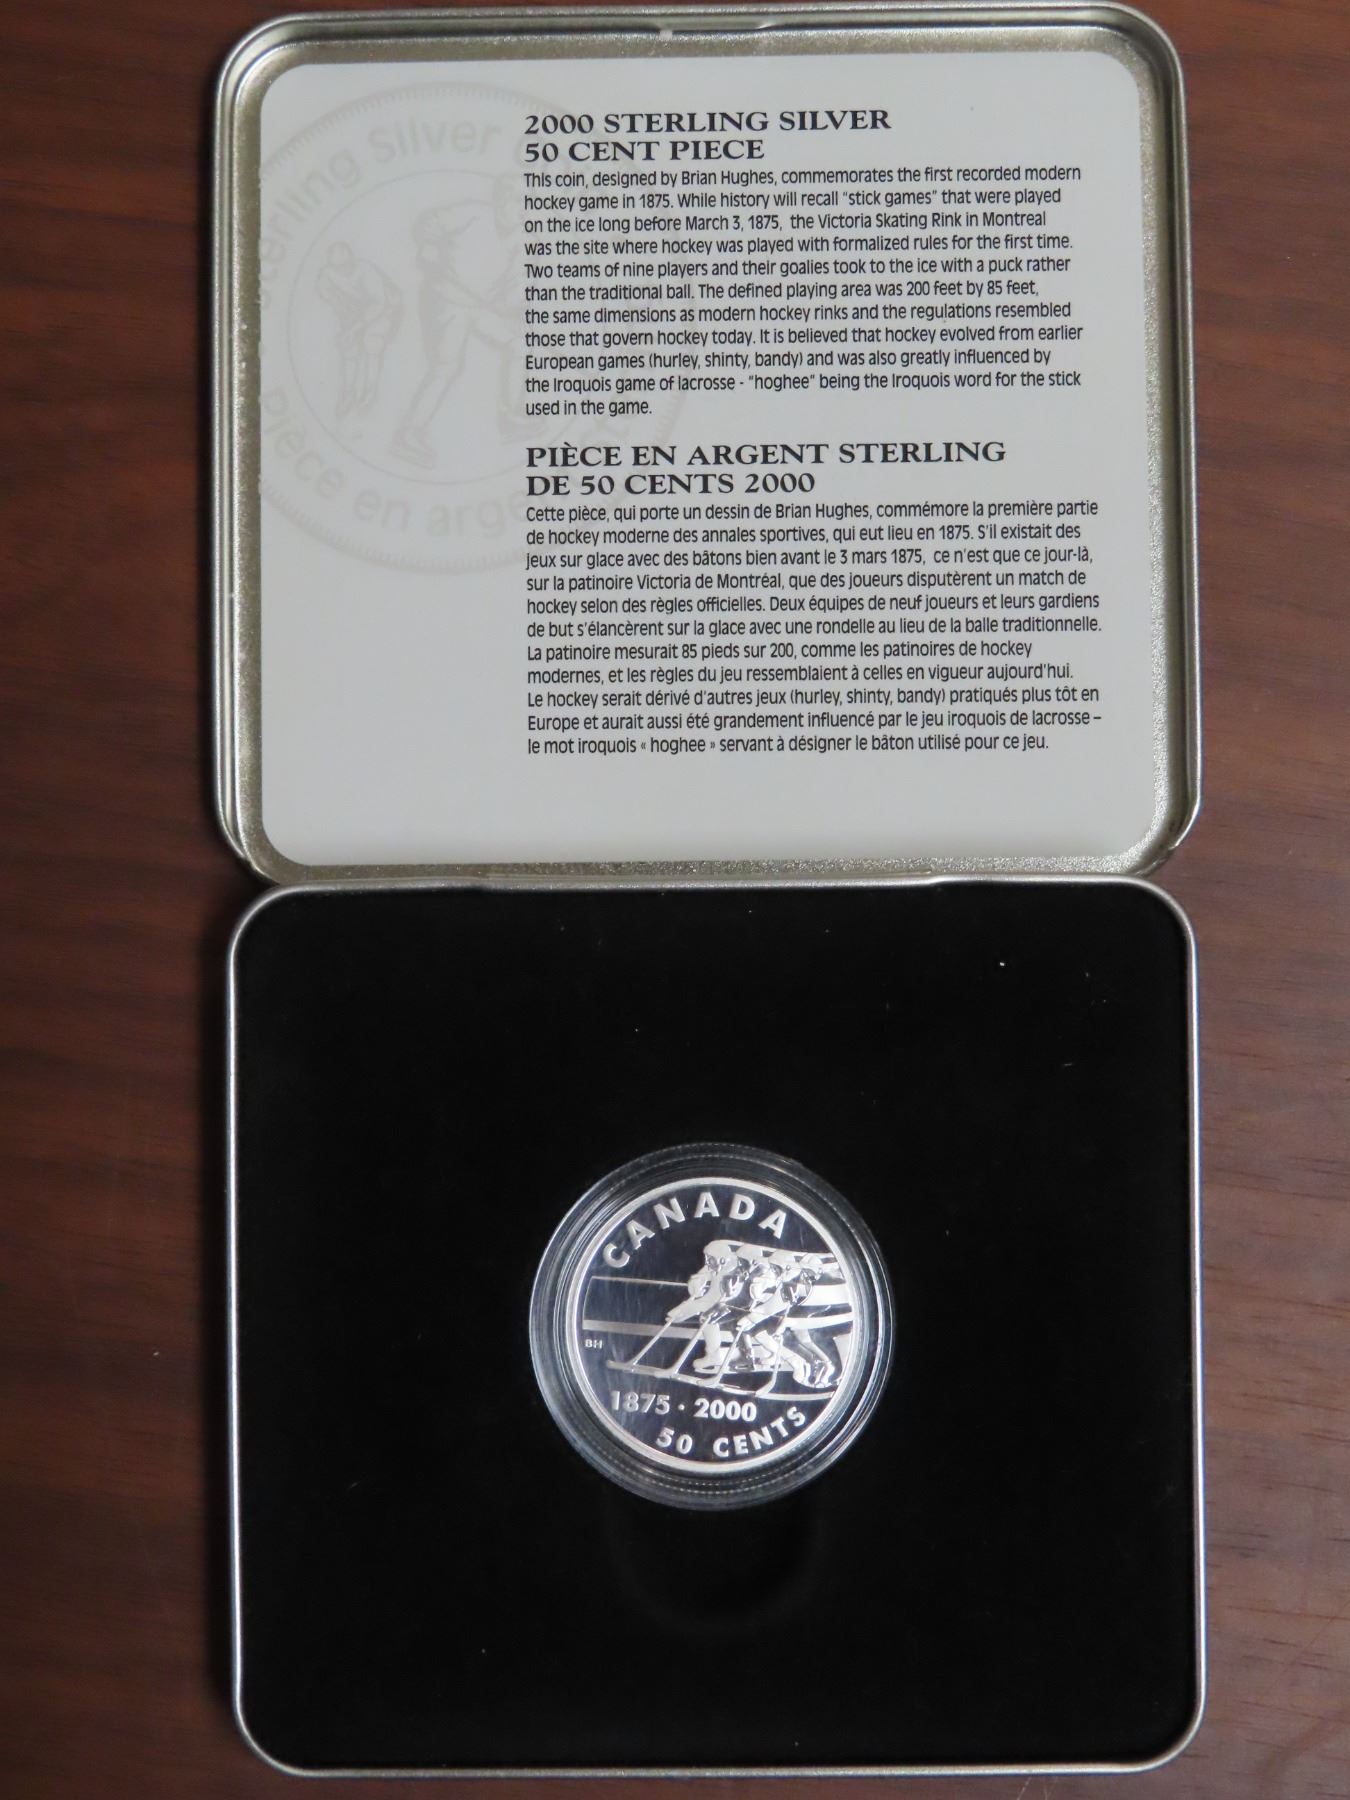 2000 STERLING SILVER
50 CENT PIECE
This coin, designed by Brian Hughes, commemorates the first recorded modern
hockey game in 1875. While history will recall "stick games" that were played
on the ice long before March 3, 1875, the Victoria Skating Rink in Montreal
was the site where hockey was played with formalized rules for the first time.
Two teams of nine players and their goalies took to the ice with a puck rather
than the traditional ball. The defined playing area was 200 feet by 85 feet,
the same dimensions as modern hockey rinks and the regulations resembled
those that govern hockey today. It is believed that hockey evolved from earlier
European games (hurley, shinty, bandy) and was also greatly influenced by
the Iroquois game of lacrosse - "hoghee" being the Iroquois word for the stick
used in the game.
PIÈCE EN ARGENT STERLING
DE 50 CENTS 2000
Cette pièce, qui porte un dessin de Brian Hughes, commémore la première partie
de hockey moderne des annales sportives, qui eut lieu en 1875. S'il existait des
jeux sur glace avec des bâtons bien avant le 3 mars 1875, ce n'est que ce jour-là,
sur la patinoire Victoria de Montréal, que des joueurs disputèrent un match de
hockey selon des règles officielles. Deux équipes de neuf joueurs et leurs gardiens
de but s'élancèrent sur la glace avec une rondelle au lieu de la balle traditionnelle.
La patinoire mesurait 85 pieds sur 200, comme les patinoires de hockey
modernes, et les règles du jeu ressemblaient à celles en vigueur aujourd'hui.
Le hockey serait dérivé d'autres jeux (hurley, shinty, bandy) pratiqués plus tôt en
Europe et aurait aussi été grandement influencé par le jeu iroquois de lacrosse –
le mot iroquois « hoghee » servant à désigner le bâton utilisé pour ce jeu.
sterling Silver
Pièce en argent
CANADA
BH
1875 · 2000
50 CENTS